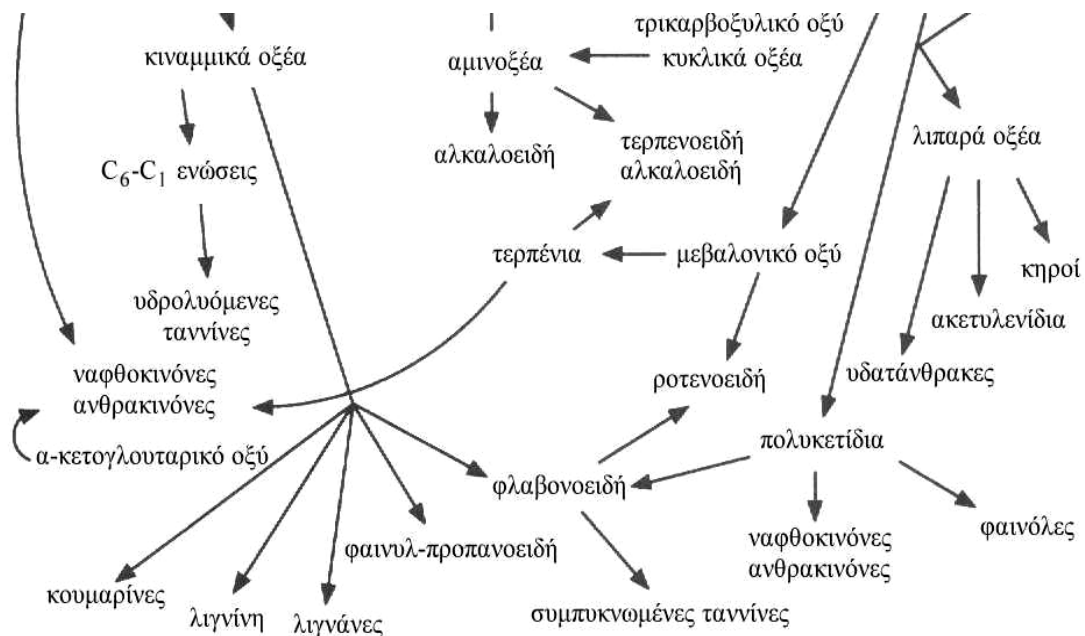 τρικαρβοξυλικό οξύ
κιναμμικά οξέα
αμινοξέα
κυκλικά οξέα
λιπαρά οξέα
αλκαλοειδή
τερπενοειδή
αλκαλοειδή
C6-C1 ενώσεις
τερπένια
μεβαλονικό οξύ
κηροί
υδρολυόμενες
ταννίνες
ακετυλενίδια
ναφθοκινόνες
ανθρακινόνες
ροτενοειδή
υδατάνθρακες
α-κετογλουταρικό οξύ
πολυκετίδια
φλαβονοειδή
φαινυλ-προπανοειδή
ναφθοκινόνες
ανθρακινόνες
φαινόλες
κουμαρίνες
λιγνίνη
λιγνάνες
συμπυκνωμένες ταννίνες